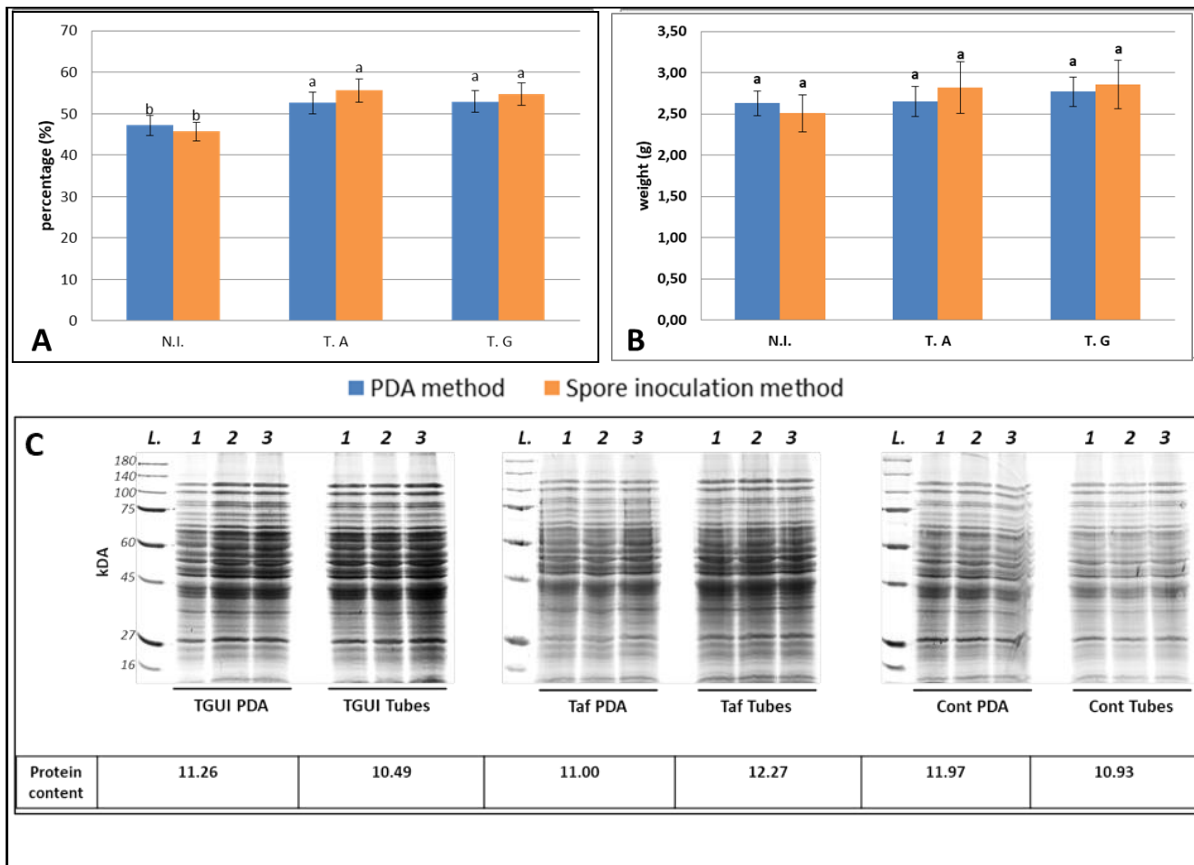 70
60
50
40
30
20
10
0
percentage (%)
b b
a a
a a
N.I. T. A T. G
A
3,50
3,00
2,50
2,00
1,50
1,00
0,50
0,00
weight (g)
a a
a a
a a
N.I. T. A T. G
B
PDA method Spore inoculation method
C
L. 1 2 3 1 2 3 L. 1 2 3 1 2 3 L. 1 2 3 1 2 3
180
140
100
75
60
45
27
16
kDA
TGUI PDA TGUI Tubes Taf PDA Taf Tubes Cont PDA Cont Tubes
Protein content 11.26 10.49 11.00 12.27 11.97 10.93